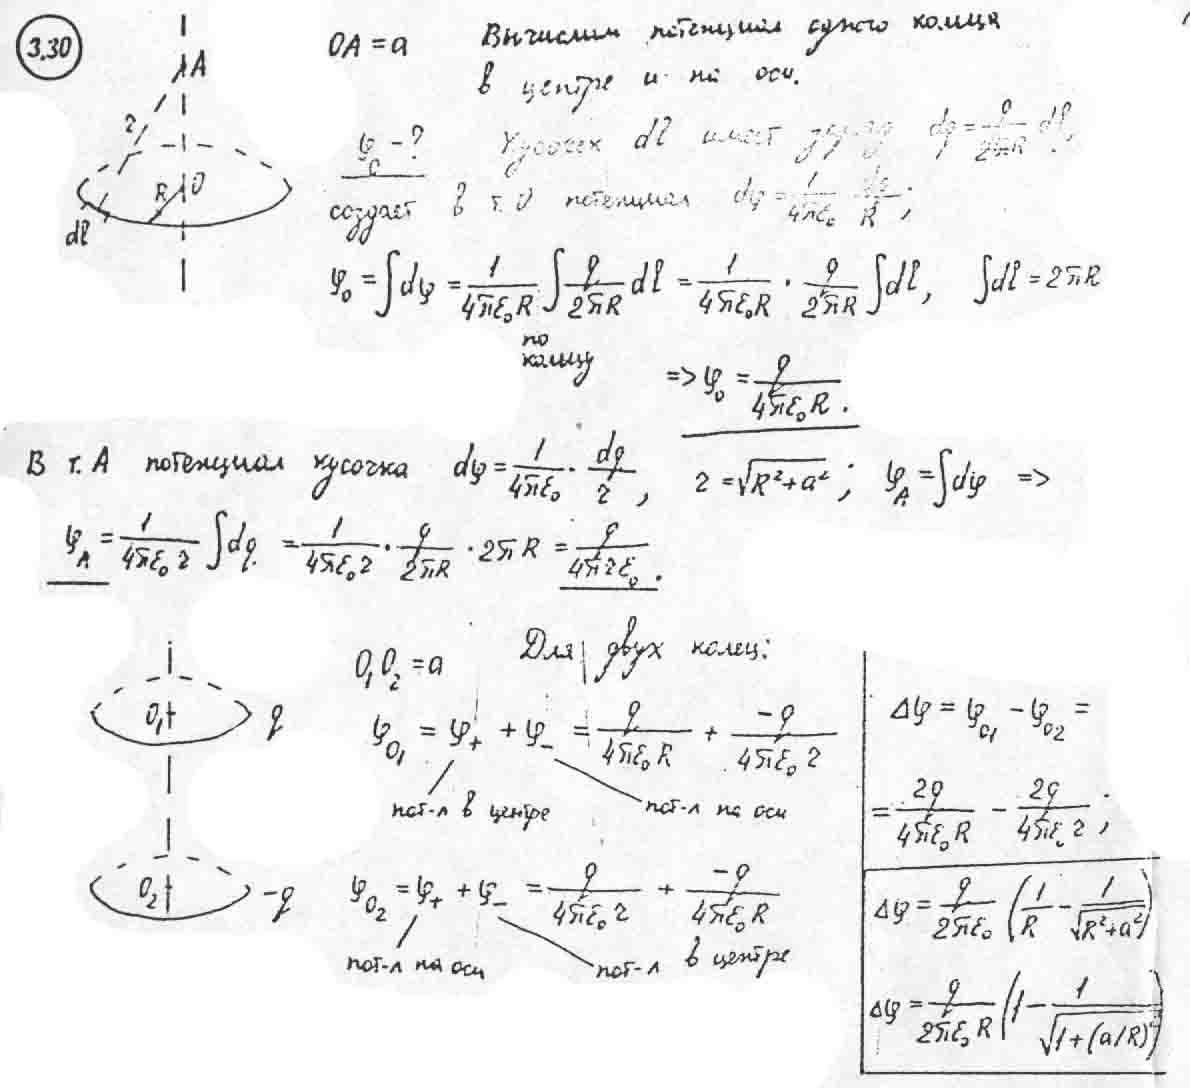 3.30
A
r
R
O
dl
OA = a Вычислим потенциал одного кольца
в центре и на оси.
φ_c - ? Кусочек dl имеет заряд dq = q/(2πR) dl,
создает в т. O потенциал dφ = 1/(4πε₀) dq/R;
φ₀ = ∫dφ = 1/(4πε₀R) ∫ q/(2πR) dl = 1/(4πε₀R) · q/(2πR) ∫dl, ∫dl = 2πR
по
кольцу
=> φ₀ = q/(4πε₀R).
В т. A потенциал кусочка dφ = 1/(4πε₀) · dq/r, r = √(R²+a²); φ_A = ∫dφ =>
φ_A = 1/(4πε₀r) ∫dq = 1/(4πε₀r) · q/(2πR) · 2πR = q/(4πrε₀).
O₁
q
O₂
-q
O₁O₂ = a Для двух колец:
φ_O₁ = φ₊ + φ₋ = q/(4πε₀R) + -q/(4πε₀r)
пот-л в центре пот-л на оси
φ_O₂ = φ₊ + φ₋ = q/(4πε₀r) + -q/(4πε₀R)
пот-л на оси пот-л в центре
Δφ = φ_O₁ - φ_O₂ =
= 2q/(4πε₀R) - 2q/(4πε₀r);
Δφ = q/(2πε₀) (1/R - 1/√(R²+a²))
Δφ = q/(2πε₀R) (1 - 1/√(1+(a/R)²))